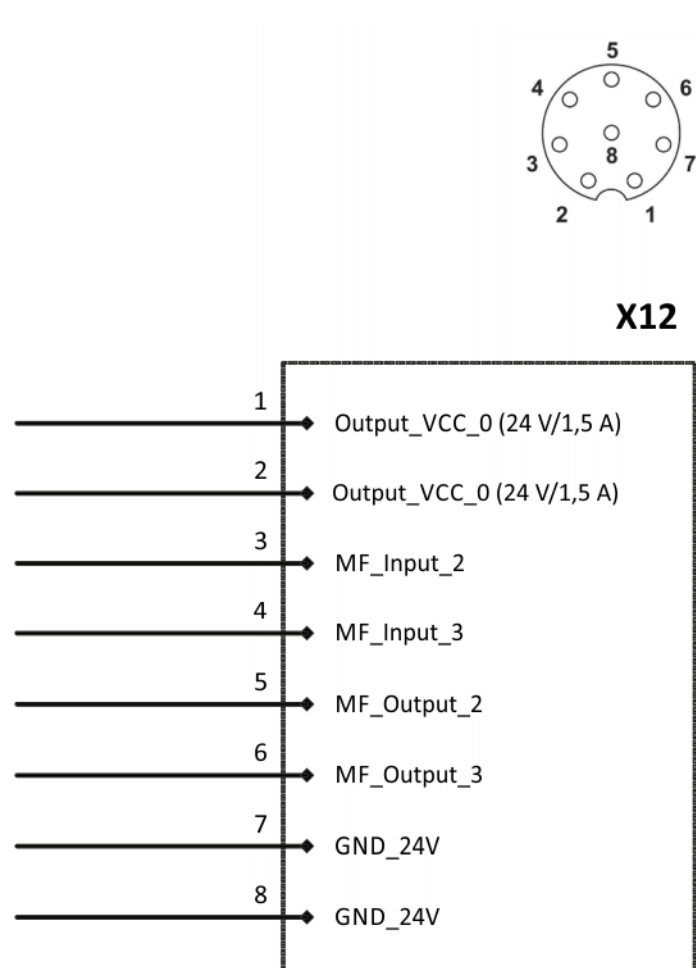 5
4
6
3
8
7
2
1
X12
1
Output_VCC_0 (24 V/1,5 A)
2
Output_VCC_0 (24 V/1,5 A)
3
MF_Input_2
4
MF_Input_3
5
MF_Output_2
6
MF_Output_3
7
GND_24V
8
GND_24V